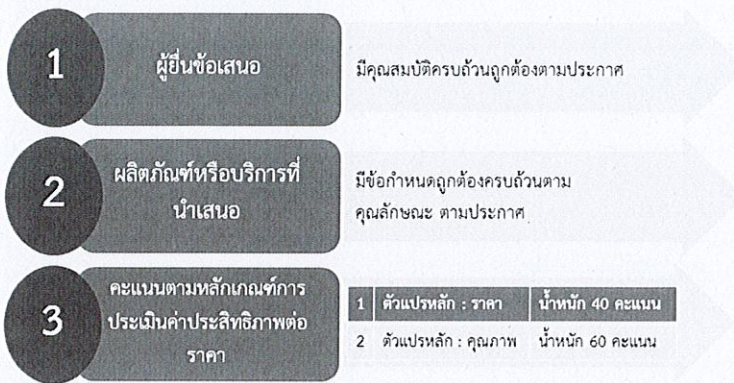 1
ผู้ยื่นข้อเสนอ
มีคุณสมบัติครบถ้วนถูกต้องตามประกาศ
2
ผลิตภัณฑ์หรือบริการที่
นำเสนอ
มีข้อกำหนดถูกต้องครบถ้วนตาม
คุณลักษณะ ตามประกาศ
3
คะแนนตามหลักเกณฑ์การ
ประเมินค่าประสิทธิภาพต่อ
ราคา
1 ตัวแปรหลัก : ราคา น้ำหนัก 40 คะแนน
2 ตัวแปรหลัก : คุณภาพ น้ำหนัก 60 คะแนน